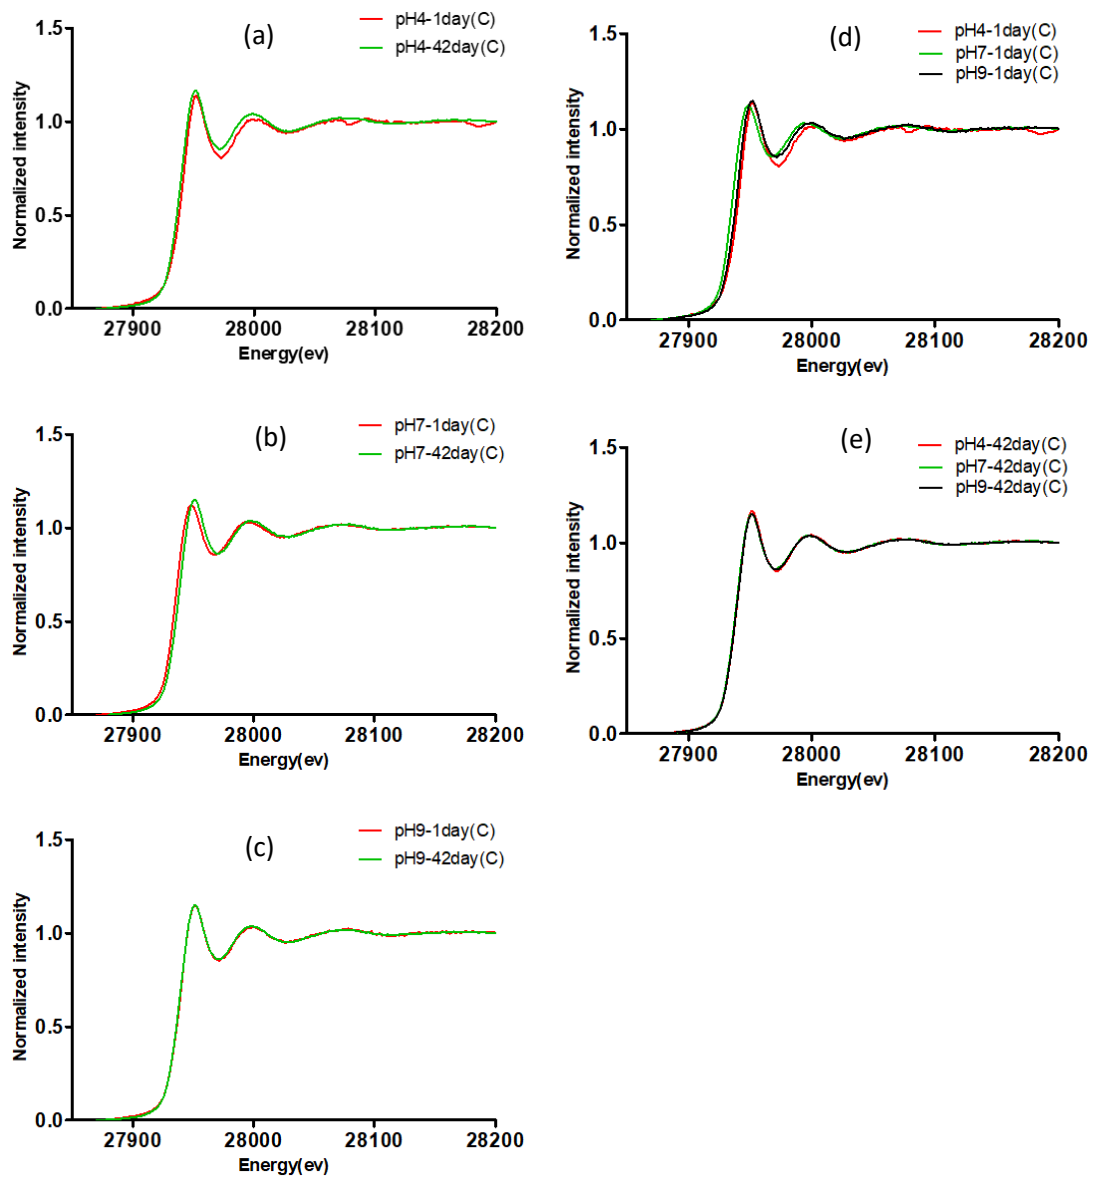 (a)
pH4-1day(C)
pH4-42day(C)
Normalized intensity
1.5
1.0
0.5
0.0
27900 28000 28100 28200
Energy(ev)
(d)
pH4-1day(C)
pH7-1day(C)
pH9-1day(C)
Normalized intensity
1.5
1.0
0.5
0.0
27900 28000 28100 28200
Energy(ev)
(b)
pH7-1day(C)
pH7-42day(C)
Normalized intensity
1.5
1.0
0.5
0.0
27900 28000 28100 28200
Energy(ev)
(e)
pH4-42day(C)
pH7-42day(C)
pH9-42day(C)
Normalized intensity
1.5
1.0
0.5
0.0
27900 28000 28100 28200
Energy(ev)
(c)
pH9-1day(C)
pH9-42day(C)
Normalized intensity
1.5
1.0
0.5
0.0
27900 28000 28100 28200
Energy(ev)